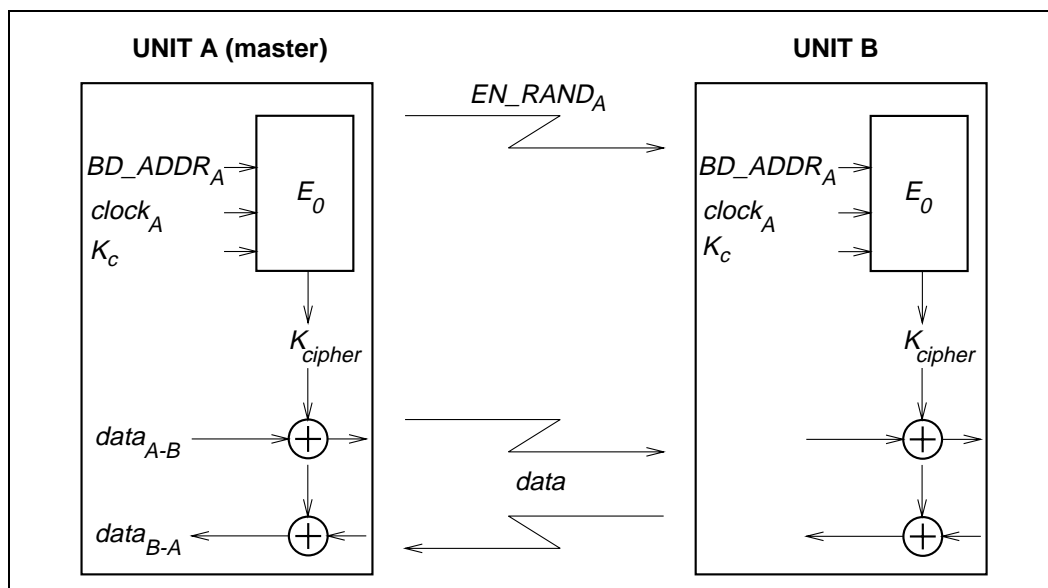 UNIT A (master)
UNIT B
EN_RAND_A
BD_ADDR_A
clock_A
K_c
E_0
K_cipher
data_A-B
data_B-A
data
BD_ADDR_A
clock_A
K_c
E_0
K_cipher